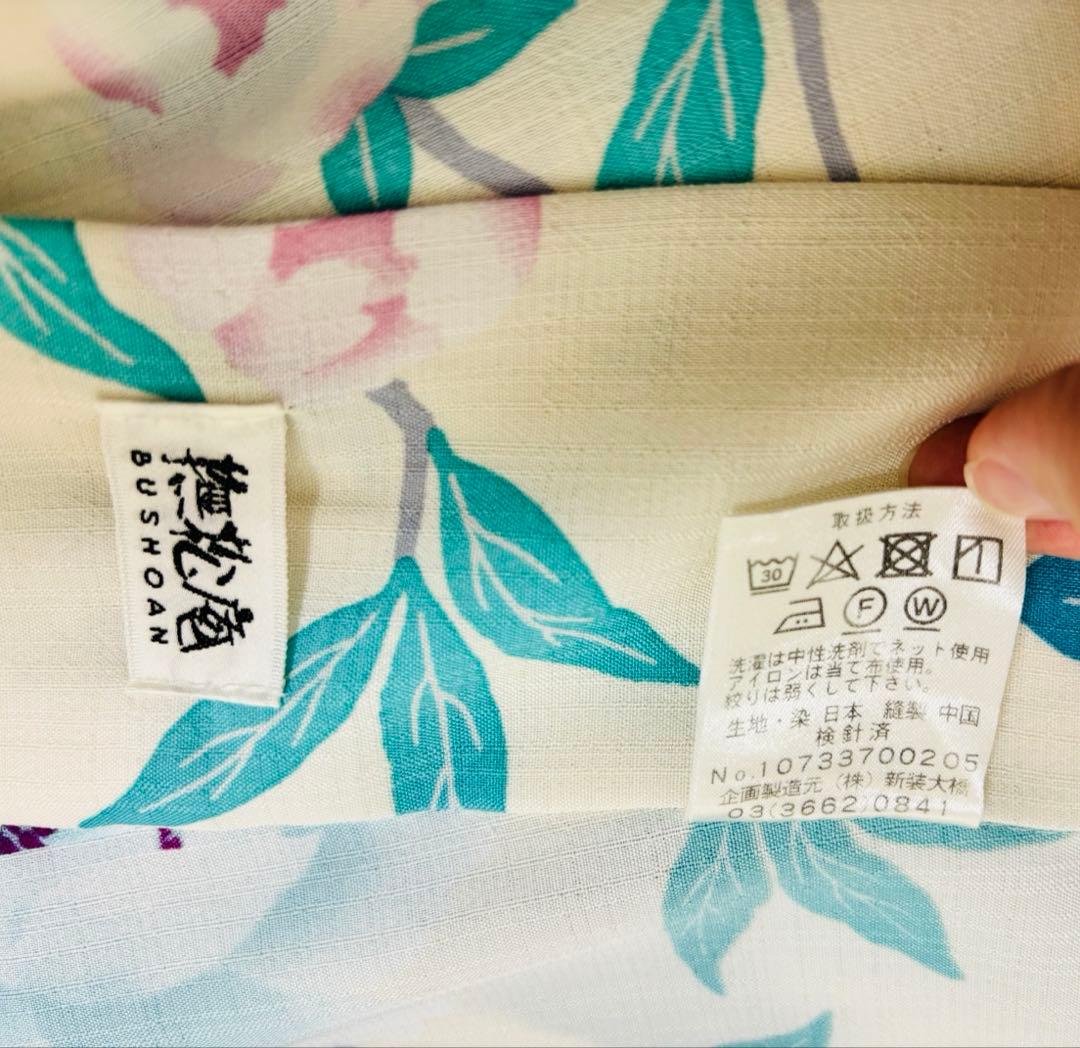 撫松庵
BUSHOAN
取扱方法
30
F W
洗濯は中性洗剤でネット使用
アイロンは当て布使用。
絞りは弱くして下さい。
生地・染 日本 縫製 中国
検針済
No.10733700205
企画製造元 (株) 新装大橋
03(3662)0841